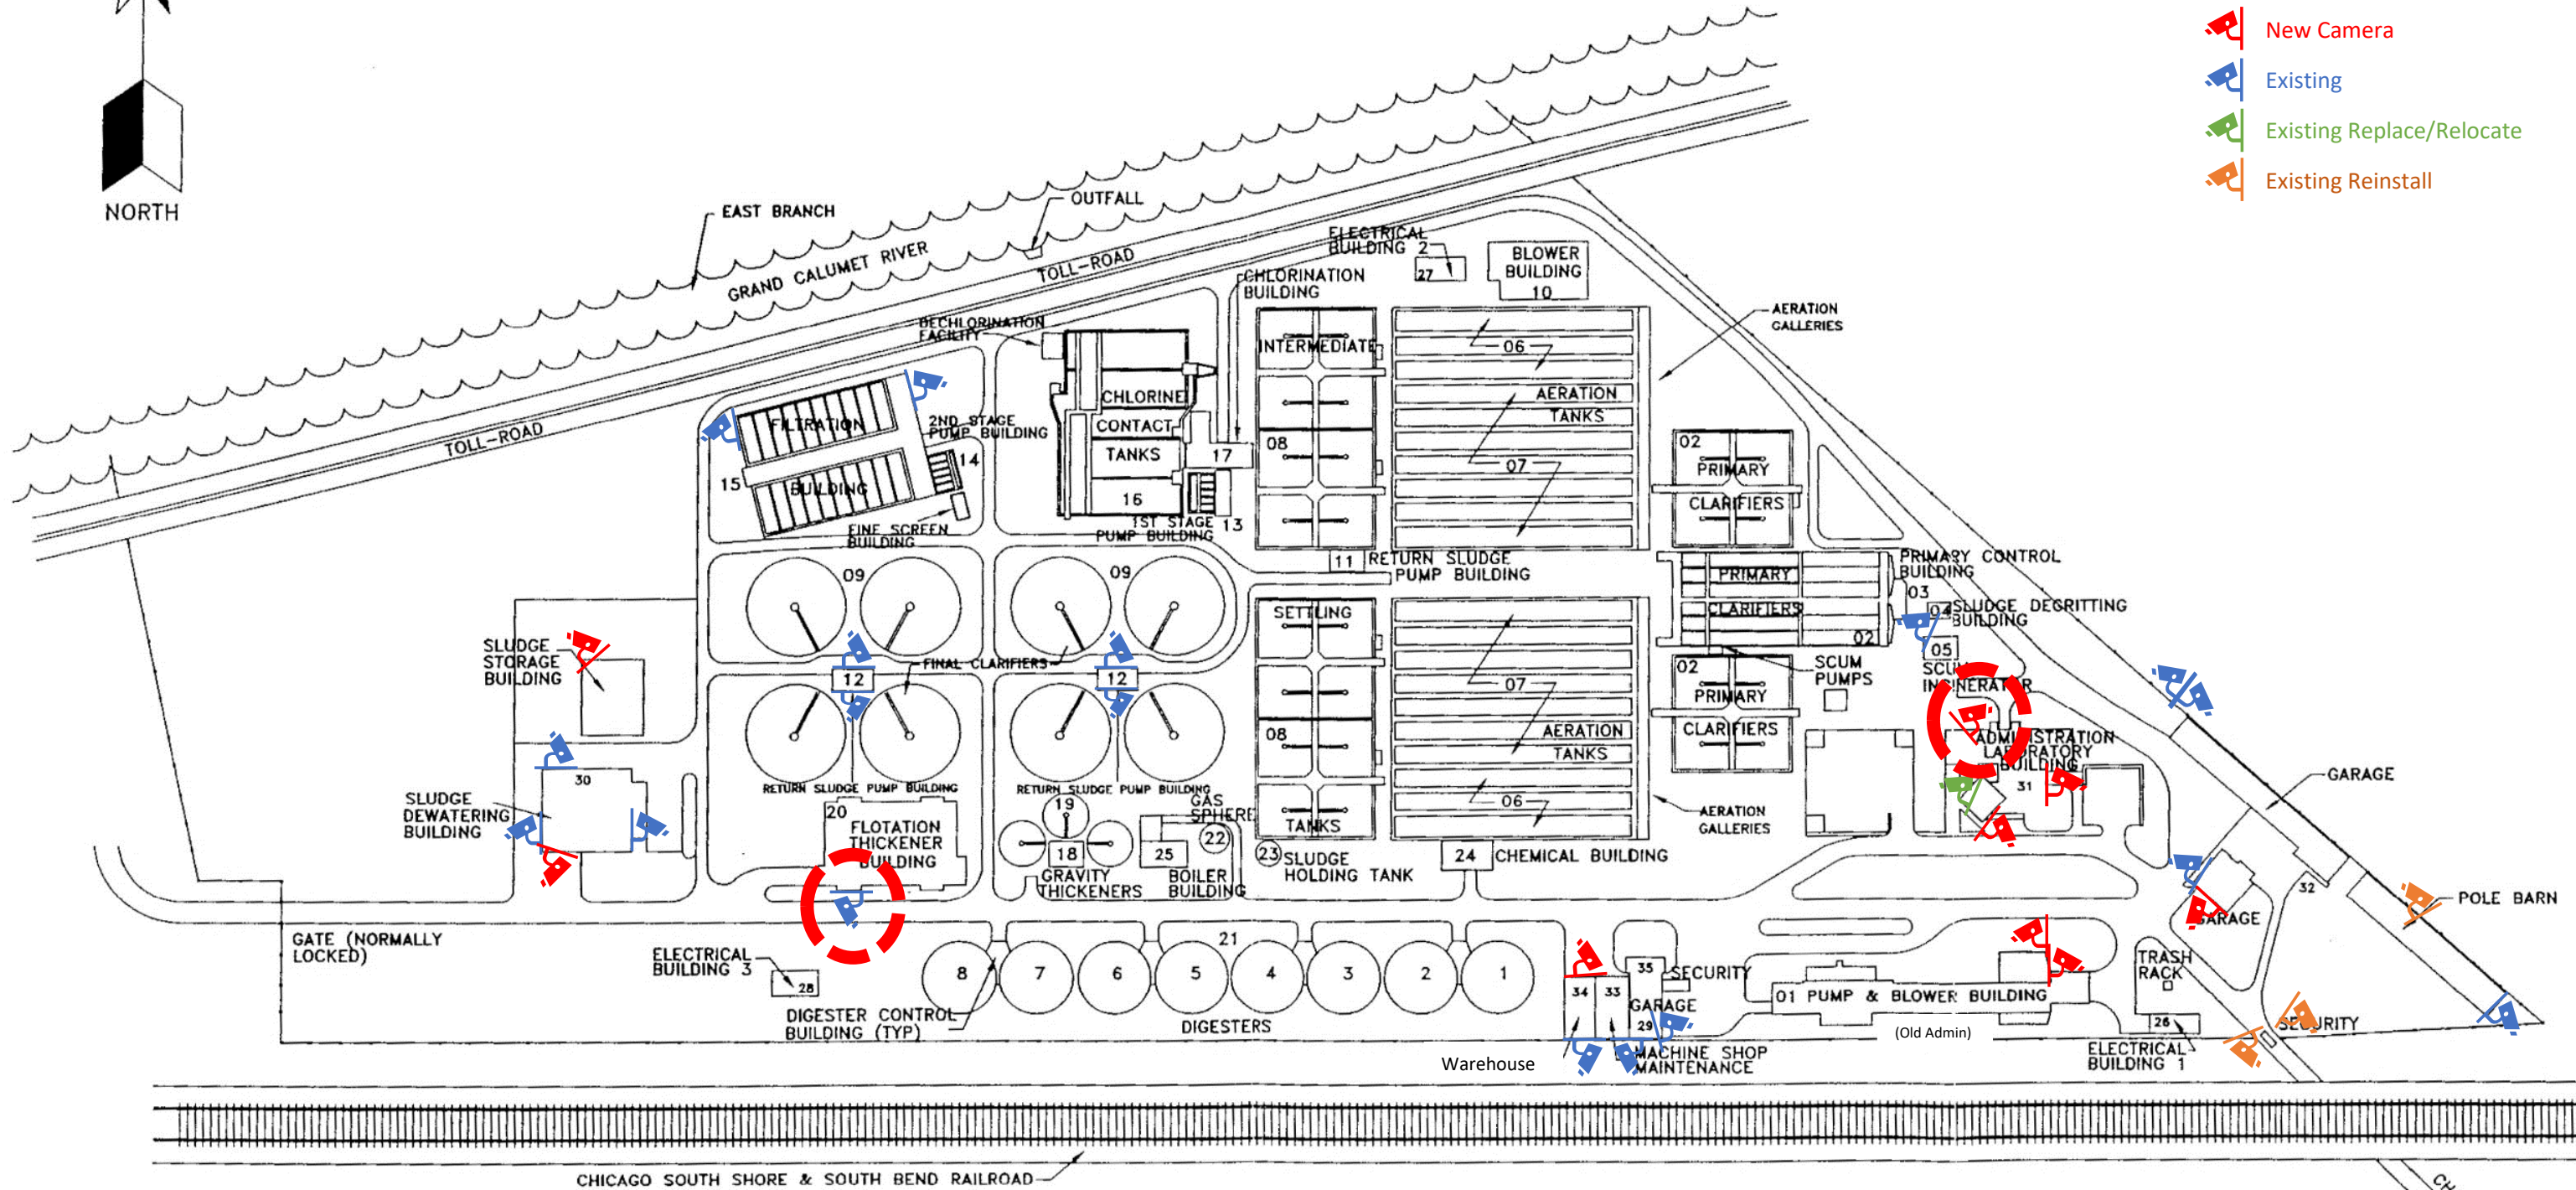 New Camera
Existing
Existing Replace/Relocate
Existing Reinstall
NORTH
EAST BRANCH
OUTFALL
GRAND CALUMET RIVER
TOLL-ROAD
TOLL-ROAD
ELECTRICAL
BUILDING 2
27
BLOWER
BUILDING
10
CHLORINATION
BUILDING
DECHLORINATION
FACILITY
AERATION
GALLERIES
INTERMEDIATE
06
AERATION
TANKS
CHLORINE
CONTACT
TANKS
16
17
08
07
FILTRATION
BUILDING
15
2ND STAGE
PUMP BUILDING
14
FINE SCREEN
BUILDING
1ST STAGE
PUMP BUILDING
13
02
PRIMARY
CLARIFIERS
11
RETURN SLUDGE
PUMP BUILDING
PRIMARY
CLARIFIERS
02
PRIMARY CONTROL
BUILDING
03
04
SLUDGE DEGRITTING
BUILDING
05
SCUM
INSINERATOR
09
09
SETTLING
SLUDGE
STORAGE
BUILDING
12
FINAL CLARIFIERS
12
07
02
PRIMARY
CLARIFIERS
SCUM
PUMPS
08
AERATION
TANKS
ADMINISTRATION
LABORATORY
BUILDING
31
GARAGE
30
SLUDGE
DEWATERING
BUILDING
RETURN SLUDGE PUMP BUILDING
RETURN SLUDGE PUMP BUILDING
20
FLOTATION
THICKENER
BUILDING
19
18
GRAVITY
THICKENERS
GAS
SPHERE
22
25
BOILER
BUILDING
23
SLUDGE
HOLDING TANK
TANKS
06
AERATION
GALLERIES
24
CHEMICAL BUILDING
32
POLE BARN
GARAGE
GATE (NORMALLY
LOCKED)
ELECTRICAL
BUILDING 3
28
21
8
7
6
5
4
3
2
1
DIGESTER CONTROL
BUILDING (TYP)
DIGESTERS
34
33
35
SECURITY
GARAGE
29
01 PUMP & BLOWER BUILDING
(Old Admin)
TRASH
RACK
26
SECURITY
Warehouse
MACHINE SHOP
MAINTENANCE
ELECTRICAL
BUILDING 1
CHICAGO SOUTH SHORE & SOUTH BEND RAILROAD